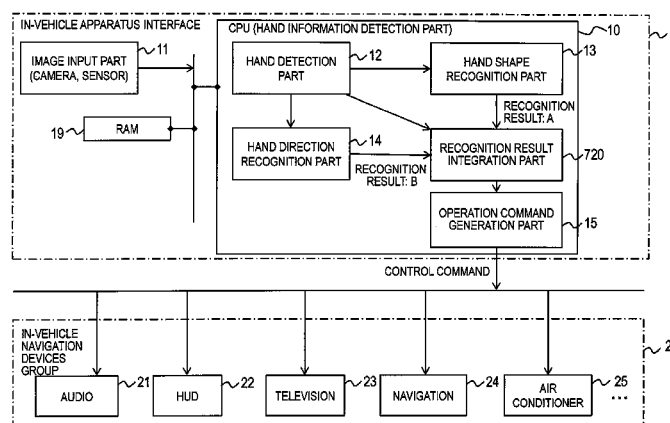 IN-VEHICLE APPARATUS INTERFACE
IMAGE INPUT PART
(CAMERA, SENSOR)
11
RAM
19
CPU (HAND INFORMATION DETECTION PART)
10
HAND DETECTION
PART
12
HAND SHAPE
RECOGNITION PART
13
RECOGNITION
RESULT: A
HAND DIRECTION
RECOGNITION PART
14
RECOGNITION
RESULT: B
RECOGNITION RESULT
INTEGRATION PART
720
OPERATION COMMAND
GENERATION PART
15
CONTROL COMMAND
IN-VEHICLE
NAVIGATION
DEVICES
GROUP
2
AUDIO
21
HUD
22
TELEVISION
23
NAVIGATION
24
AIR
CONDITIONER
25
...